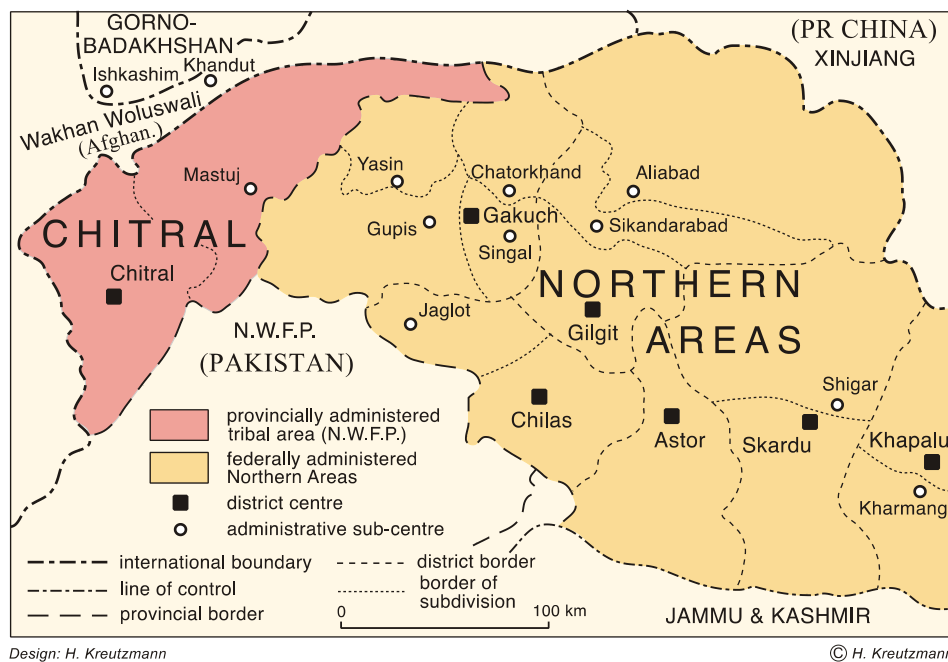 GORNO-
BADAKHSHAN
Ishkashim
Khandut
(PR CHINA)
XINJIANG
Wakhan Woluswali
(Afghan.)
Mastuj
Yasin
Chatorkhand
Aliabad
CHITRAL
Gupis
Gakuch
Sikandarabad
Singal
Chitral
NORTHERN
AREAS
Jaglot
Gilgit
N.W.F.P.
(PAKISTAN)
Shigar
Chilas
Astor
Skardu
Khapalu
Kharmang
provincially administered
tribal area (N.W.F.P.)
federally administered
Northern Areas
district centre
administrative sub-centre
international boundary
line of control
provincial border
district border
border of
subdivision
0 100 km
JAMMU & KASHMIR
Design: H. Kreutzmann
© H. Kreutzmann